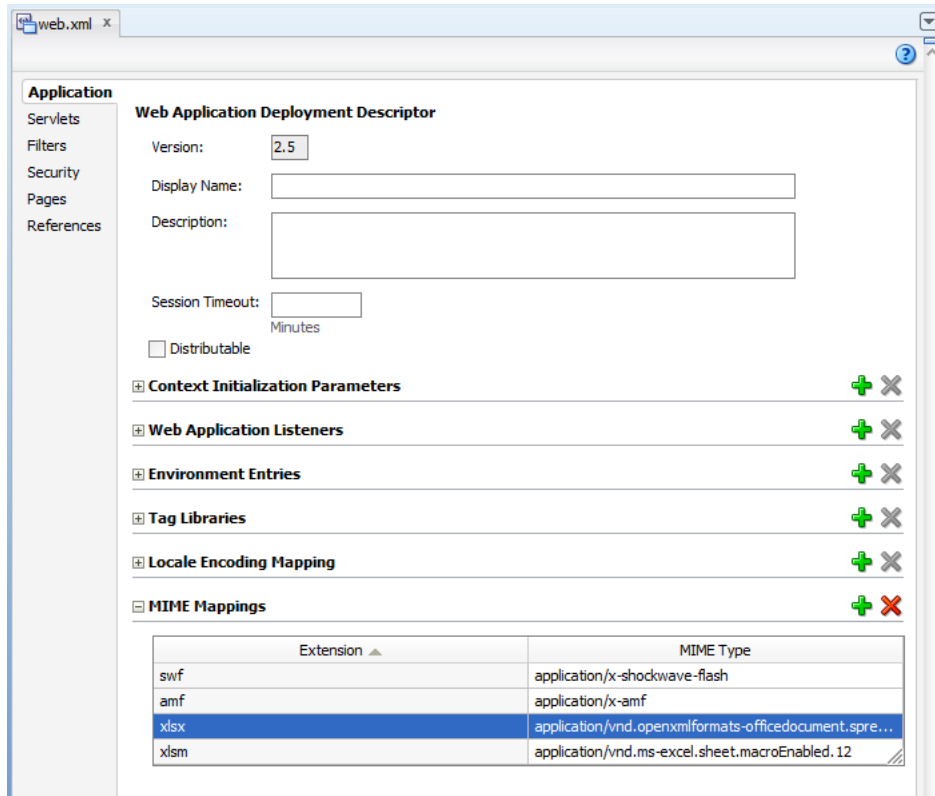 web.xml x
?
Application
Servlets
Filters
Security
Pages
References
Web Application Deployment Descriptor
Version: 2.5
Display Name:
Description:
Session Timeout:
Minutes
Distributable
Context Initialization Parameters
Web Application Listeners
Environment Entries
Tag Libraries
Locale Encoding Mapping
MIME Mappings
Extension MIME Type
swf application/x-shockwave-flash
amf application/x-amf
xlsx application/vnd.openxmlformats-officedocument.spre...
xlsm application/vnd.ms-excel.sheet.macroEnabled.12